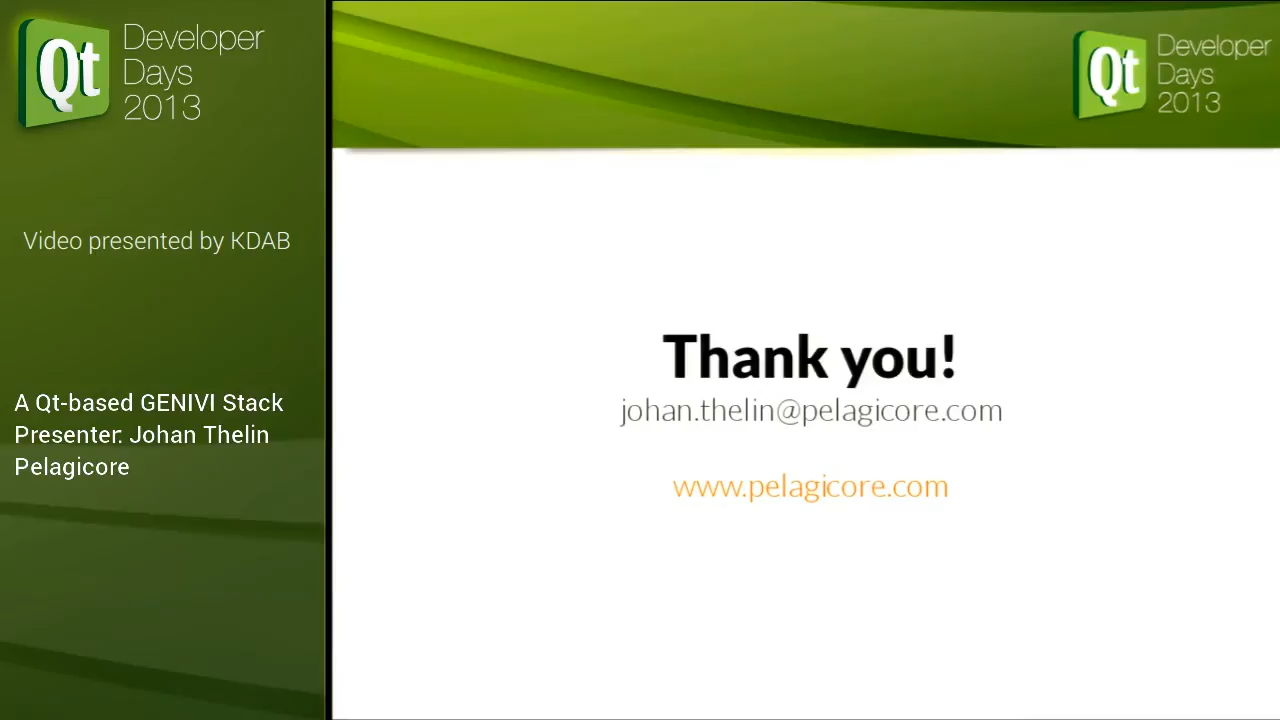 Qt Developer
Days
2013
Video presented by KDAB
A Qt-based GENIVI Stack
Presenter: Johan Thelin
Pelagicore
Qt Developer
Days
2013
Thank you!
johan.thelin@pelagicore.com
www.pelagicore.com